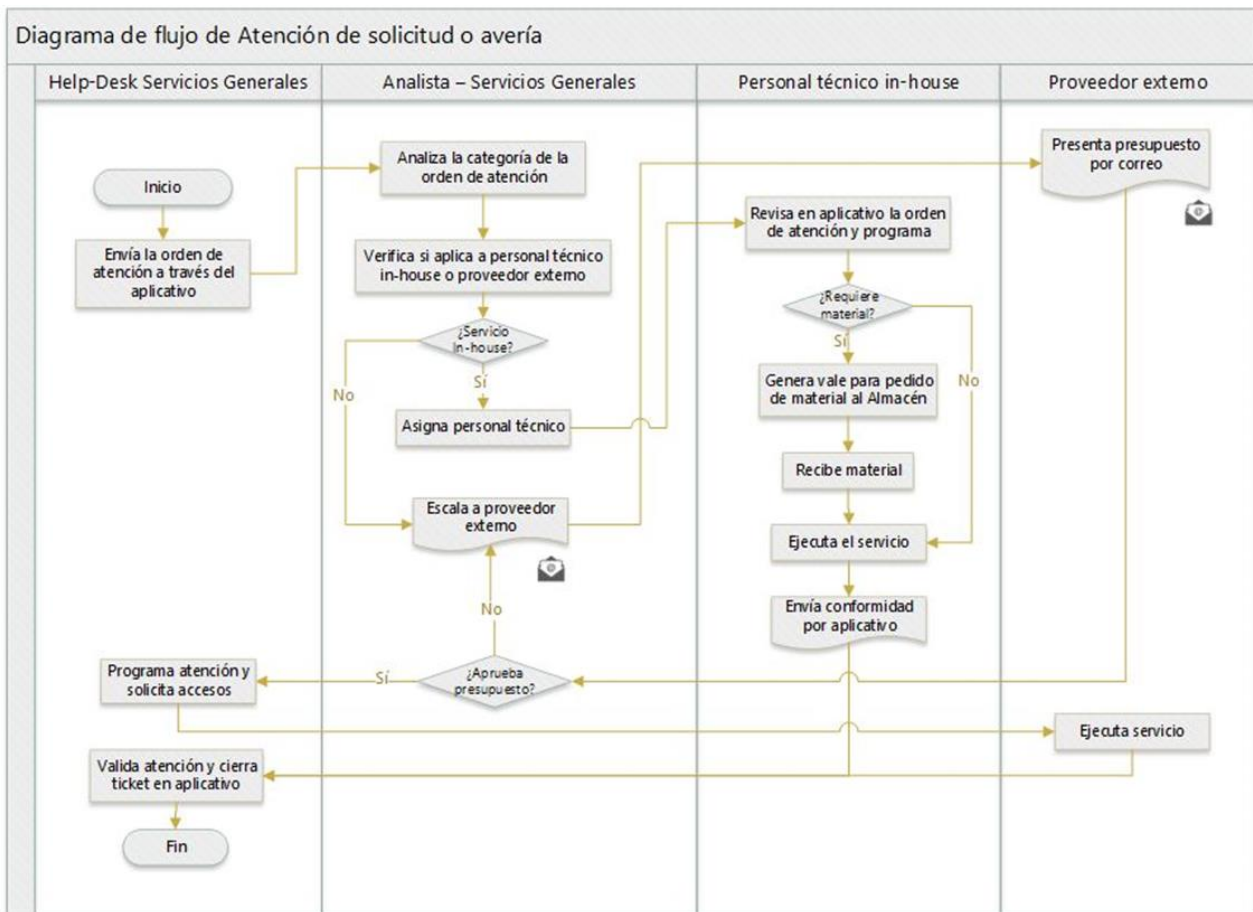 Diagrama de flujo de Atención de solicitud o avería
Help-Desk Servicios Generales
Analista – Servicios Generales
Personal técnico in-house
Proveedor externo
Inicio
Envía la orden de
atención a través del
aplicativo
Analiza la categoría de la
orden de atención
Verifica si aplica a personal técnico
in-house o proveedor externo
¿Servicio
In-house?
No
Sí
Asigna personal técnico
Escala a proveedor
externo
No
¿Aprueba
presupuesto?
Sí
Revisa en aplicativo la orden
de atención y programa
¿Requiere
material?
Sí
No
Genera vale para pedido
de material al Almacén
Recibe material
Ejecuta el servicio
Envía conformidad
por aplicativo
Presenta presupuesto
por correo
Programa atención y
solicita accesos
Ejecuta servicio
Valida atención y cierra
ticket en aplicativo
Fin